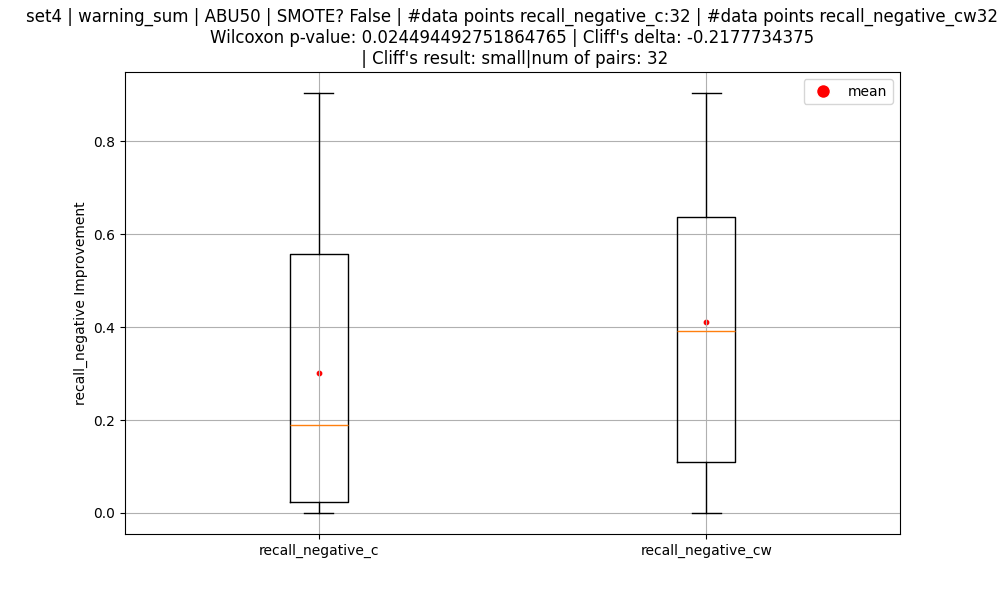 set4 | warning_sum | ABU50 | SMOTE? False | #data points recall_negative_c:32 | #data points recall_negative_cw32
Wilcoxon p-value: 0.024494492751864765 | Cliff's delta: -0.2177734375
| Cliff's result: small|num of pairs: 32
mean
0.8
0.6
0.4
0.2
0.0
recall_negative Improvement
recall_negative_c
recall_negative_cw